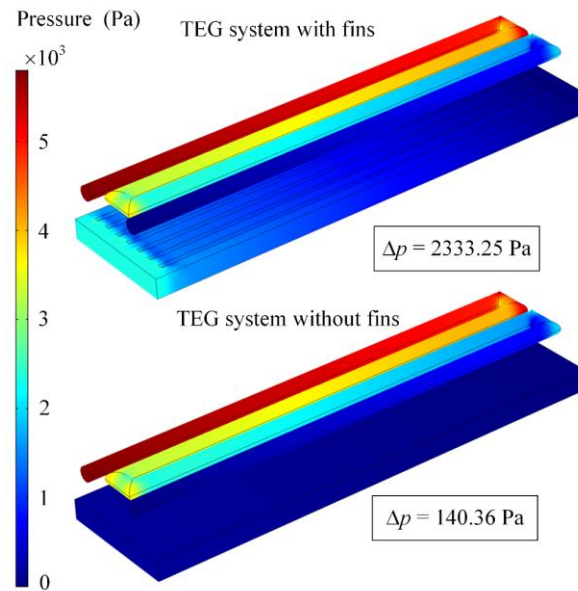 Pressure (Pa)
×10³
TEG system with fins
5
4
3
2
1
0
Δp = 2333.25 Pa
TEG system without fins
Δp = 140.36 Pa